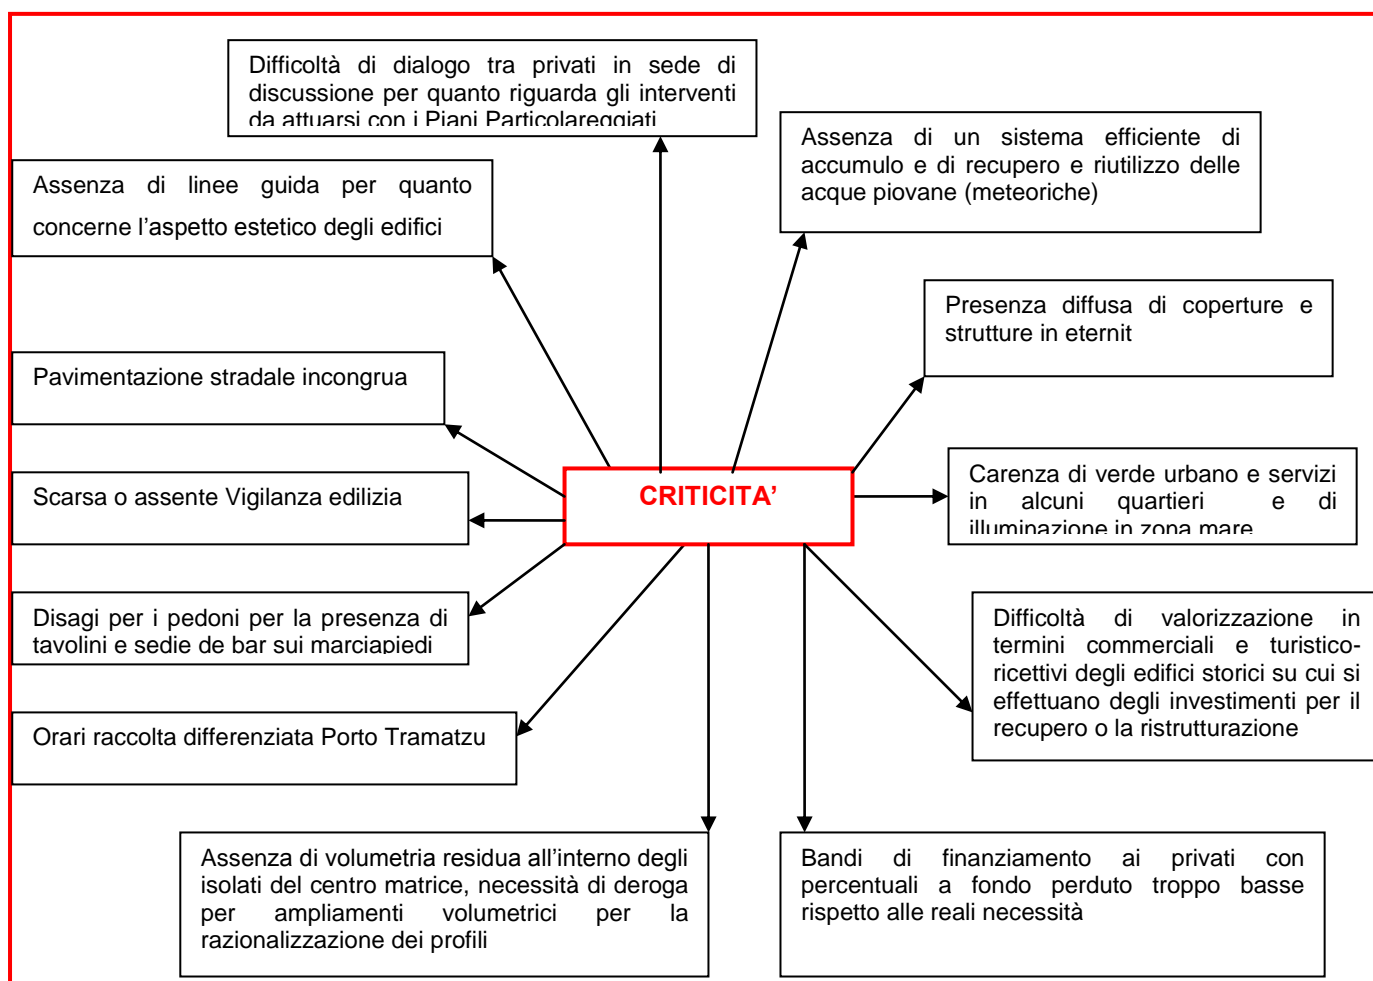 Difficoltà di dialogo tra privati in sede di
discussione per quanto riguarda gli interventi
da attuarsi con i Piani Particolareggiati
Assenza di un sistema efficiente di
accumulo e di recupero e riutilizzo delle
acque piovane (meteoriche)
Assenza di linee guida per quanto
concerne l’aspetto estetico degli edifici
Presenza diffusa di coperture e
strutture in eternit
Pavimentazione stradale incongrua
CRITICITA’
Carenza di verde urbano e servizi
in alcuni quartieri e di
illuminazione in zona mare
Scarsa o assente Vigilanza edilizia
Disagi per i pedoni per la presenza di
tavolini e sedie de bar sui marciapiedi
Difficoltà di valorizzazione in
termini commerciali e turistico-
ricettivi degli edifici storici su cui si
effettuano degli investimenti per il
recupero o la ristrutturazione
Orari raccolta differenziata Porto Tramatzu
Assenza di volumetria residua all’interno degli
isolati del centro matrice, necessità di deroga
per ampliamenti volumetrici per la
razionalizzazione dei profili
Bandi di finanziamento ai privati con
percentuali a fondo perduto troppo basse
rispetto alle reali necessità